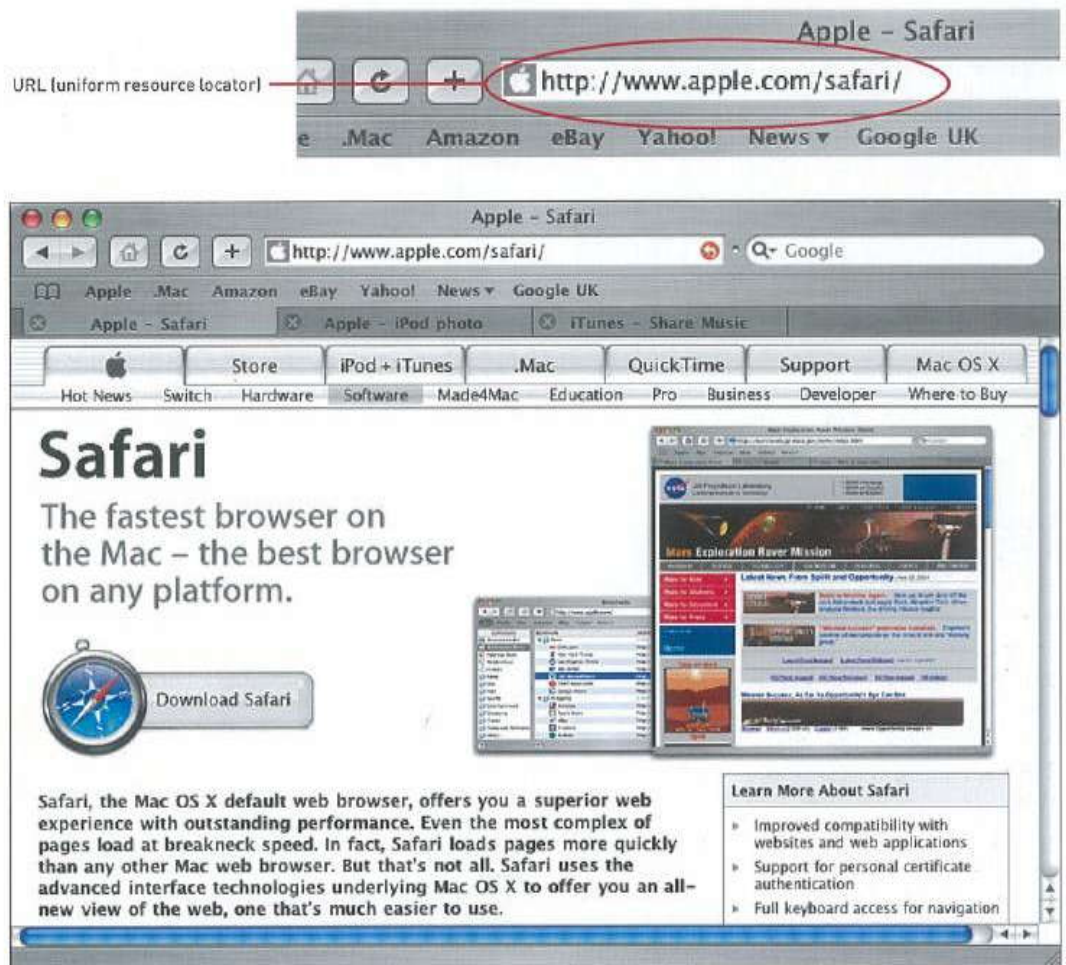 Apple – Safari
URL (uniform resource locator)
http://www.apple.com/safari/
e .Mac Amazon eBay Yahoo! News Google UK
Apple – Safari
http://www.apple.com/safari/ Google
Apple .Mac Amazon eBay Yahoo! News Google UK
Apple – Safari Apple – iPod photo iTunes – Share Music
Store iPod + iTunes .Mac QuickTime Support Mac OS X
Hot News Switch Hardware Software Made4Mac Education Pro Business Developer Where to Buy
Safari
The fastest browser on
the Mac – the best browser
on any platform.
Mars Exploration Rover Mission
Latest News From Spirit and Opportunity
Download Safari
Safari, the Mac OS X default web browser, offers you a superior web
experience with outstanding performance. Even the most complex of
pages load at breakneck speed. In fact, Safari loads pages more quickly
than any other Mac web browser. But that's not all. Safari uses the
advanced interface technologies underlying Mac OS X to offer you an all-
new view of the web, one that's much easier to use.
Learn More About Safari
Improved compatibility with
websites and web applications
Support for personal certificate
authentication
Full keyboard access for navigation